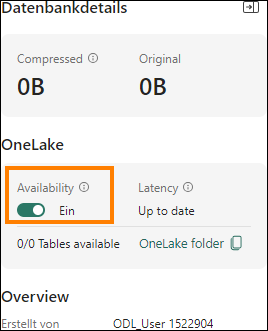 Datenbankdetails
Compressed Original
0B 0B
OneLake
Availability Latency
Ein Up to date
0/0 Tables available OneLake folder
Overview
Erstellt von ODL_User 1522904